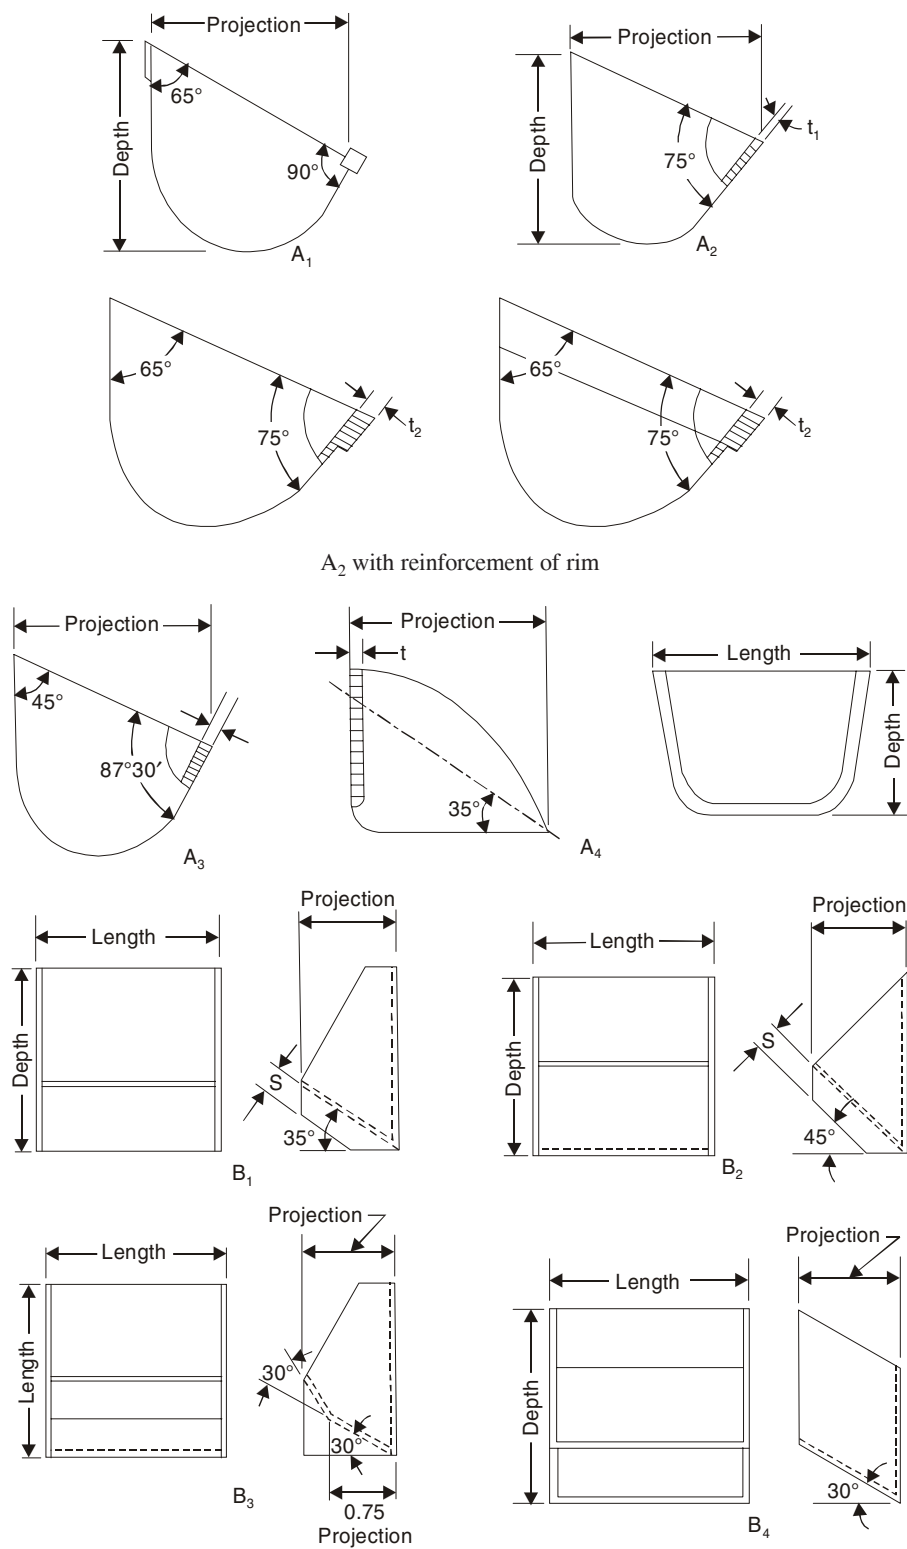 Projection
Depth
65°
90°
A1
Projection
Depth
75°
t1
A2
65°
75°
t2
65°
75°
t2
A2 with reinforcement of rim
Projection
45°
87°30′
A3
Projection
t
35°
A4
Length
Depth
Length
Depth
Projection
S
35°
B1
Length
Depth
Projection
S
45°
B2
Length
Length
Projection
30°
30°
0.75
Projection
B3
Length
Depth
Projection
30°
B4